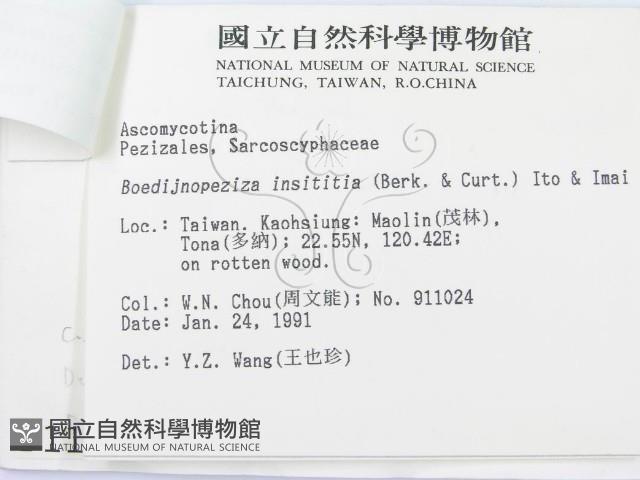 國立自然科學博物館
NATIONAL MUSEUM OF NATURAL SCIENCE
TAICHUNG, TAIWAN, R.O.CHINA
Ascomycotina
Pezizales, Sarcoscyphaceae
Boedijnopeziza insititia (Berk. & Curt.) Ito & Imai
Loc.: Taiwan. Kaohsiung: Maolin(茂林),
Tona(多納); 22.55N, 120.42E;
on rotten wood.
Col.: W.N. Chou(周文能); No. 911024
Date: Jan. 24, 1991
Det.: Y.Z. Wang(王也珍)
國立自然科學博物館
NATIONAL MUSEUM OF NATURAL SCIENCE